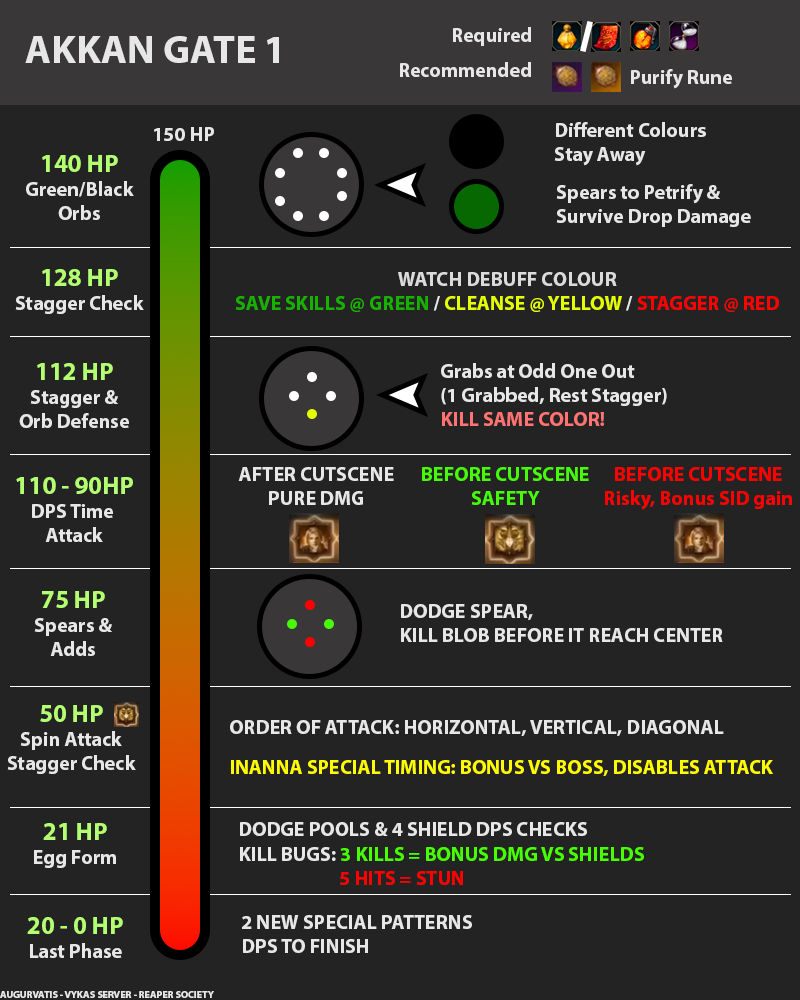 AKKAN GATE 1
Required
Recommended
Purify Rune
150 HP
140 HP
Green/Black
Orbs
Different Colours
Stay Away
Spears to Petrify &
Survive Drop Damage
128 HP
Stagger Check
WATCH DEBUFF COLOUR
SAVE SKILLS @ GREEN / CLEANSE @ YELLOW / STAGGER @ RED
112 HP
Stagger &
Orb Defense
Grabs at Odd One Out
(1 Grabbed, Rest Stagger)
KILL SAME COLOR!
110 - 90HP
DPS Time
Attack
AFTER CUTSCENE
PURE DMG
BEFORE CUTSCENE
SAFETY
BEFORE CUTSCENE
Risky, Bonus SID gain
75 HP
Spears &
Adds
DODGE SPEAR,
KILL BLOB BEFORE IT REACH CENTER
50 HP
Spin Attack
Stagger Check
ORDER OF ATTACK: HORIZONTAL, VERTICAL, DIAGONAL
INANNA SPECIAL TIMING: BONUS VS BOSS, DISABLES ATTACK
21 HP
Egg Form
DODGE POOLS & 4 SHIELD DPS CHECKS
KILL BUGS: 3 KILLS = BONUS DMG VS SHIELDS
5 HITS = STUN
20 - 0 HP
Last Phase
2 NEW SPECIAL PATTERNS
DPS TO FINISH
AUGURVATIS - VYKAS SERVER - REAPER SOCIETY